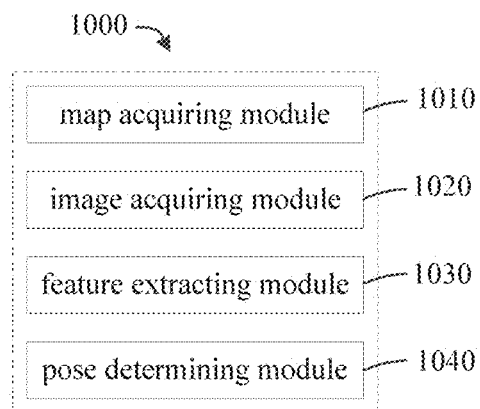 1000
map acquiring module 1010
image acquiring module 1020
feature extracting module 1030
pose determining module 1040